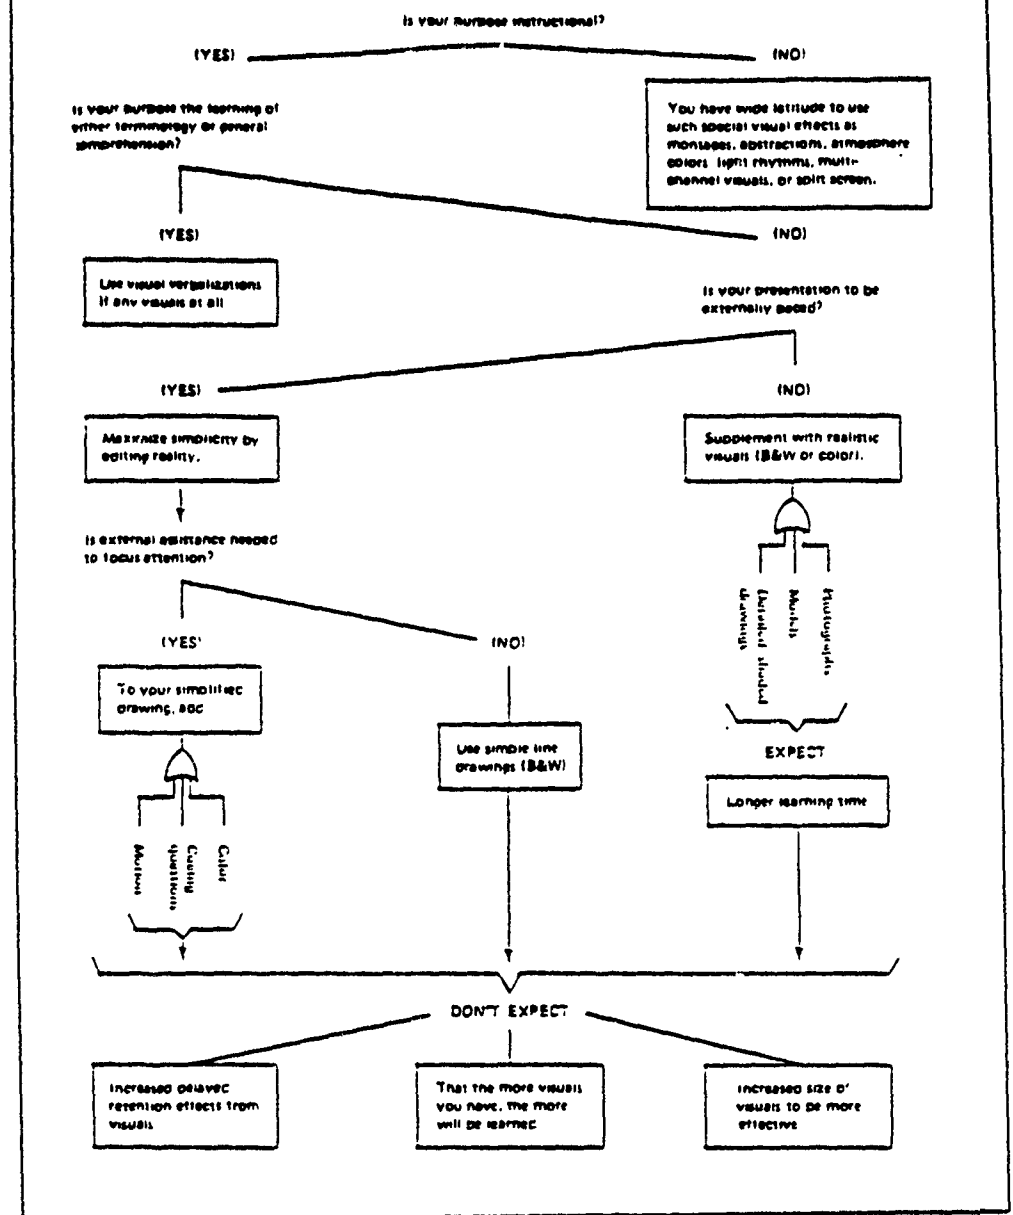 Is your purpose instructional?
(YES)
(NO)
Is your purpose the learning of
either terminology or general
comprehension?
You have wide latitude to use
such special visual effects as
montages, abstractions, atmosphere
colors, light rhythms, multi-
channel visuals, or split screen.
(YES)
(NO)
Use visual verbalizations
if any visuals at all
Is your presentation to be
externally paced?
(YES)
(NO)
Maximize simplicity by
editing reality.
Supplement with realistic
visuals (B&W or color).
Is external assistance needed
to focus attention?
Detailed shaded
drawings
Models
Photographs
(YES)
(NO)
To your simplified
drawing, add
Use simple line
drawings (B&W)
EXPECT
Longer learning time
Motion
Cueing
questions
Color
DON'T EXPECT
Increased delayed
retention effects from
visuals
That the more visuals
you have, the more
will be learned
Increased size of
visuals to be more
effective